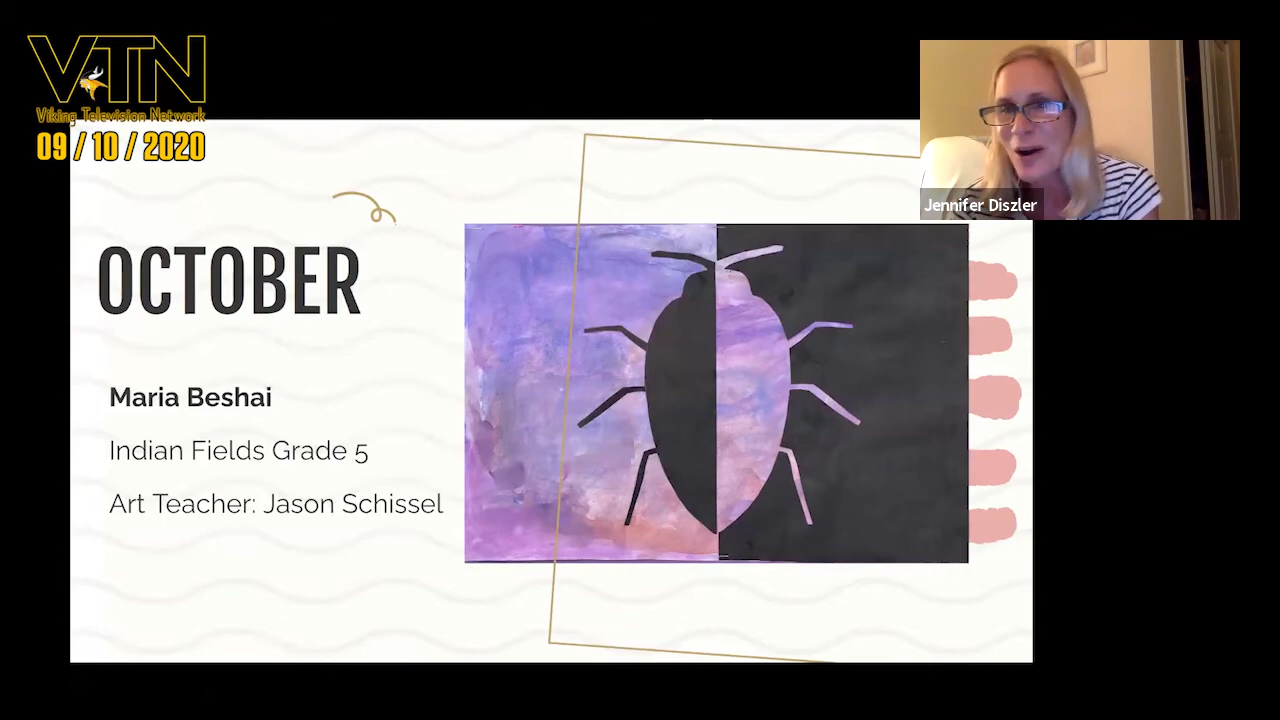 VTN
Viking Television Network
09 / 10 / 2020
Jennifer Diszler
OCTOBER
Maria Beshai
Indian Fields Grade 5
Art Teacher: Jason Schissel